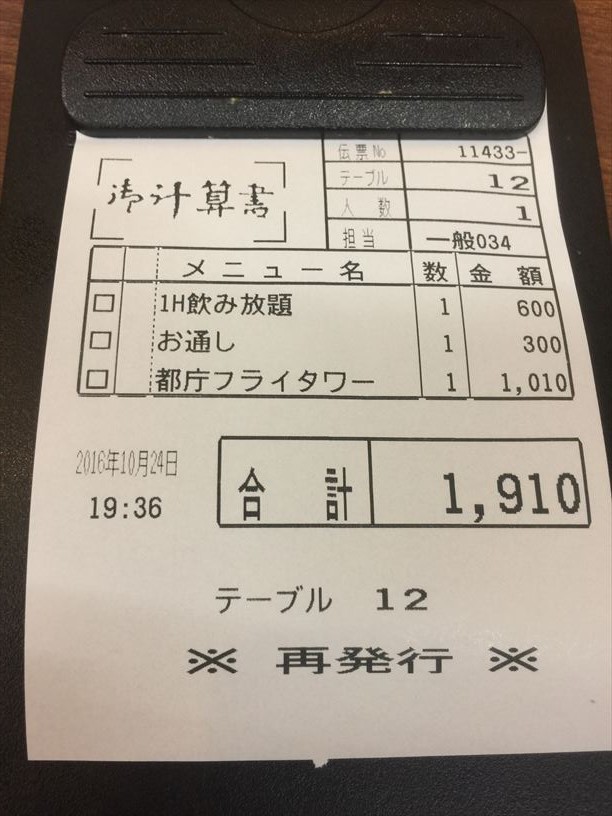 伝票No 11433-
テーブル 12
人数 1
担当 一般034
御計算書
メニュー名 数 金額
1H飲み放題 1 600
お通し 1 300
都庁フライタワー 1 1,010
2016年10月24日
19:36
合計 1,910
テーブル 12
※ 再発行 ※